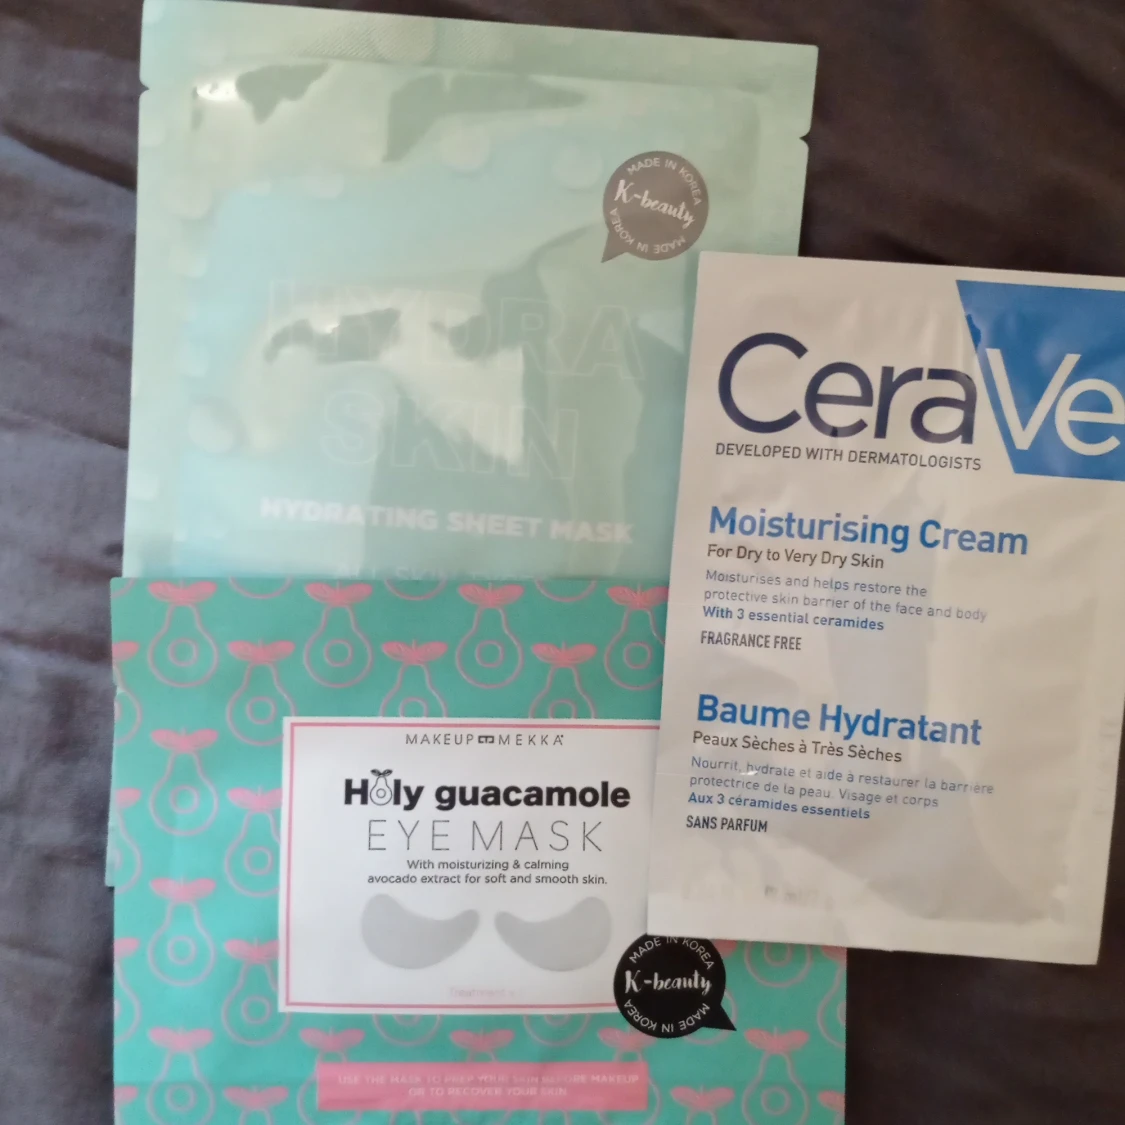 MADE IN KOREA
K-beauty
MADE IN KOREA
HYDRA
SKIN
HYDRATING SHEET MASK
ALL SKIN
CeraVe
DEVELOPED WITH DERMATOLOGISTS
Moisturising Cream
For Dry to Very Dry Skin
Moisturises and helps restore the
protective skin barrier of the face and body
With 3 essential ceramides
FRAGRANCE FREE
Baume Hydratant
Peaux Sèches à Très Sèches
Nourrit, hydrate et aide à restaurer la barrière
protectrice de la peau. Visage et corps
Aux 3 céramides essentiels
SANS PARFUM
MAKEUP MEKKA
Holy guacamole
EYE MASK
With moisturizing & calming
avocado extract for soft and smooth skin.
MADE IN KOREA
K-beauty
MADE IN KOREA
USE THE MASK TO PREP YOUR SKIN BEFORE MAKEUP
OR TO RECOVER YOUR SKIN